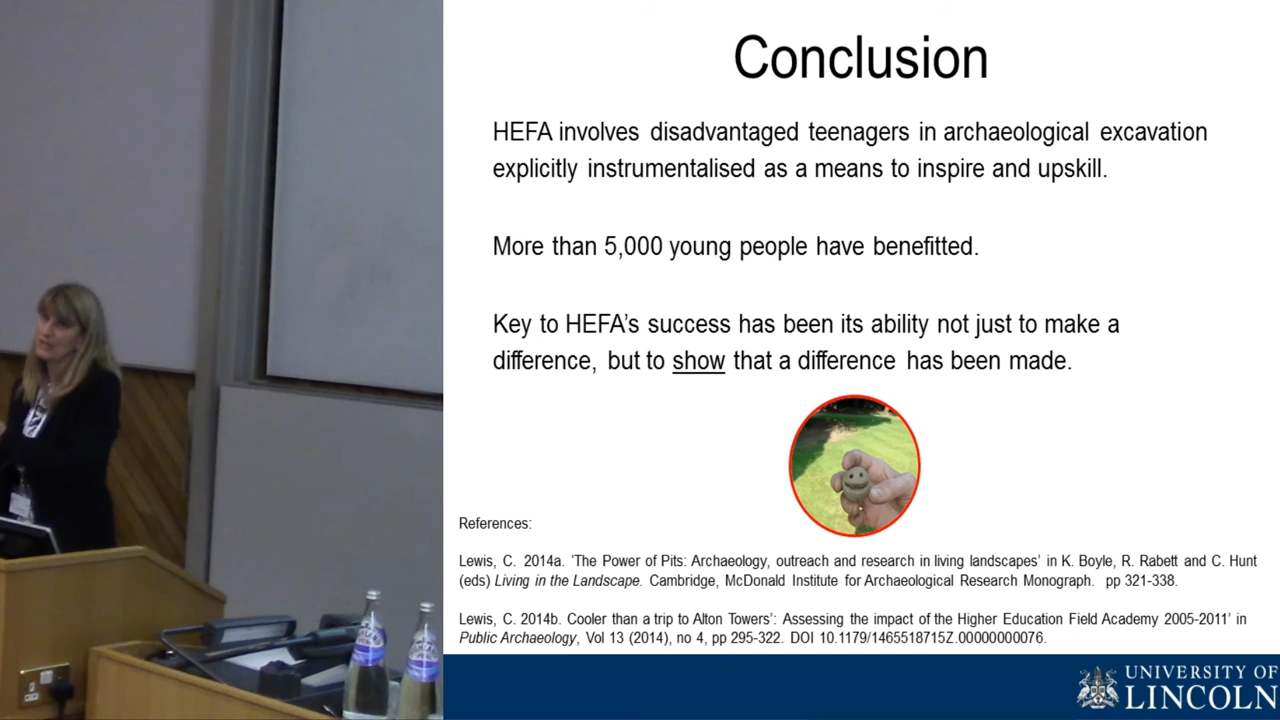 Conclusion
HEFA involves disadvantaged teenagers in archaeological excavation
explicitly instrumentalised as a means to inspire and upskill.
More than 5,000 young people have benefitted.
Key to HEFA's success has been its ability not just to make a
difference, but to show that a difference has been made.
References:
Lewis, C. 2014a. 'The Power of Pits: Archaeology, outreach and research in living landscapes' in K. Boyle, R. Rabett and C. Hunt
(eds) Living in the Landscape. Cambridge, McDonald Institute for Archaeological Research Monograph. pp 321-338.
Lewis, C. 2014b. Cooler than a trip to Alton Towers': Assessing the impact of the Higher Education Field Academy 2005-2011' in
Public Archaeology, Vol 13 (2014), no 4, pp 295-322. DOI 10.1179/1465518715Z.00000000076.
UNIVERSITY OF
LINCOLN